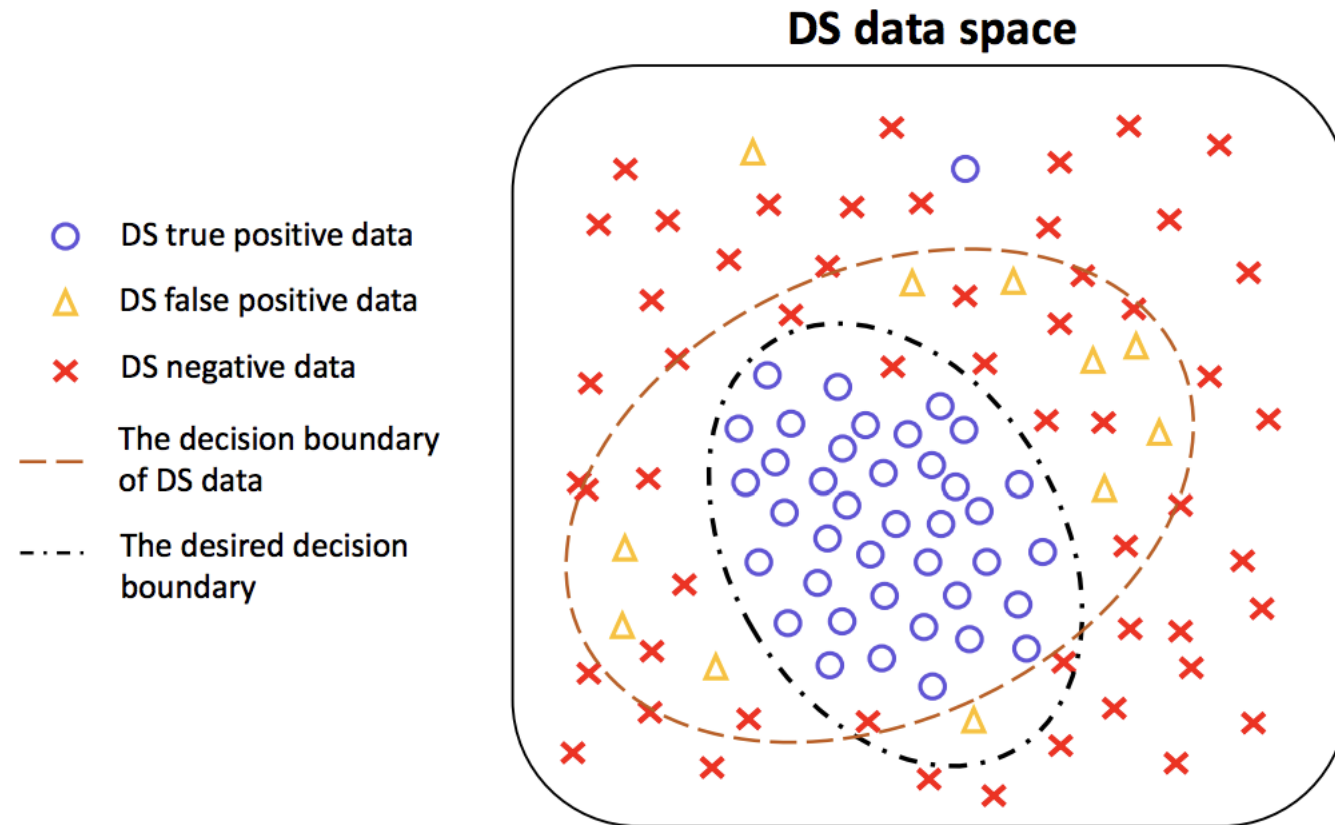 DS data space
DS true positive data
DS false positive data
DS negative data
The decision boundary
of DS data
The desired decision
boundary